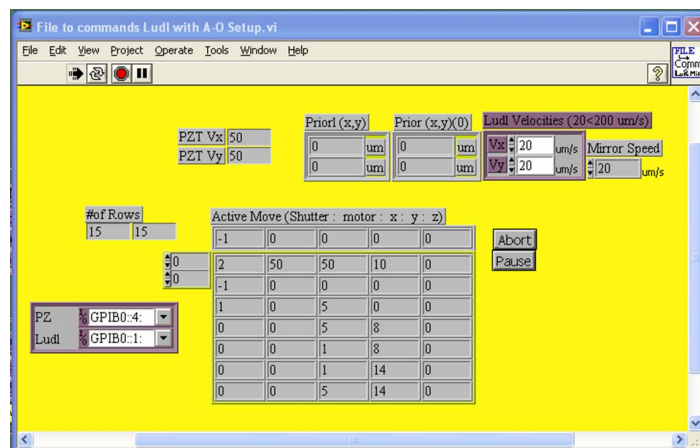 File to commands Ludl with A-O Setup.vi
File Edit View Project Operate Tools Window Help
FILE
Priorl (x,y) Prior (x,y)(0) Ludl Velocities (20<200 um/s)
PZT Vx 50 0 um 0 um Vx 20 um/s Mirror Speed
PZT Vy 50 0 um 0 um Vy 20 um/s 20 um/s
#of Rows Active Move (Shutter : motor : x : y : z)
15 15 -1 0 0 0 0 Abort
0 2 50 50 10 0 Pause
0 -1 0 0 0 0
1 0 5 0 0
PZ GPIB0::4: 0 0 5 8 0
Ludl GPIB0::1: 0 0 1 8 0
0 0 1 14 0
0 0 5 14 0